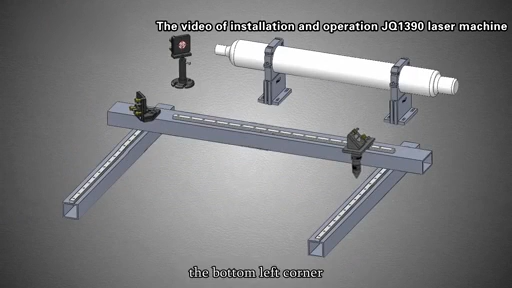 The video of installation and operation JQ1390 laser machine
the bottom left corner